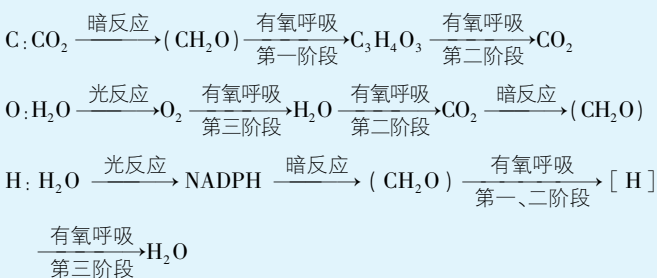 C:CO₂ —暗反应→ (CH₂O) —有氧呼吸/第一阶段→ C₃H₄O₃ —有氧呼吸/第二阶段→ CO₂
O:H₂O —光反应→ O₂ —有氧呼吸/第三阶段→ H₂O —有氧呼吸/第二阶段→ CO₂ —暗反应→ (CH₂O)
H: H₂O —光反应→ NADPH —暗反应→ (CH₂O) —有氧呼吸/第一、二阶段→ [H]
—有氧呼吸/第三阶段→ H₂O